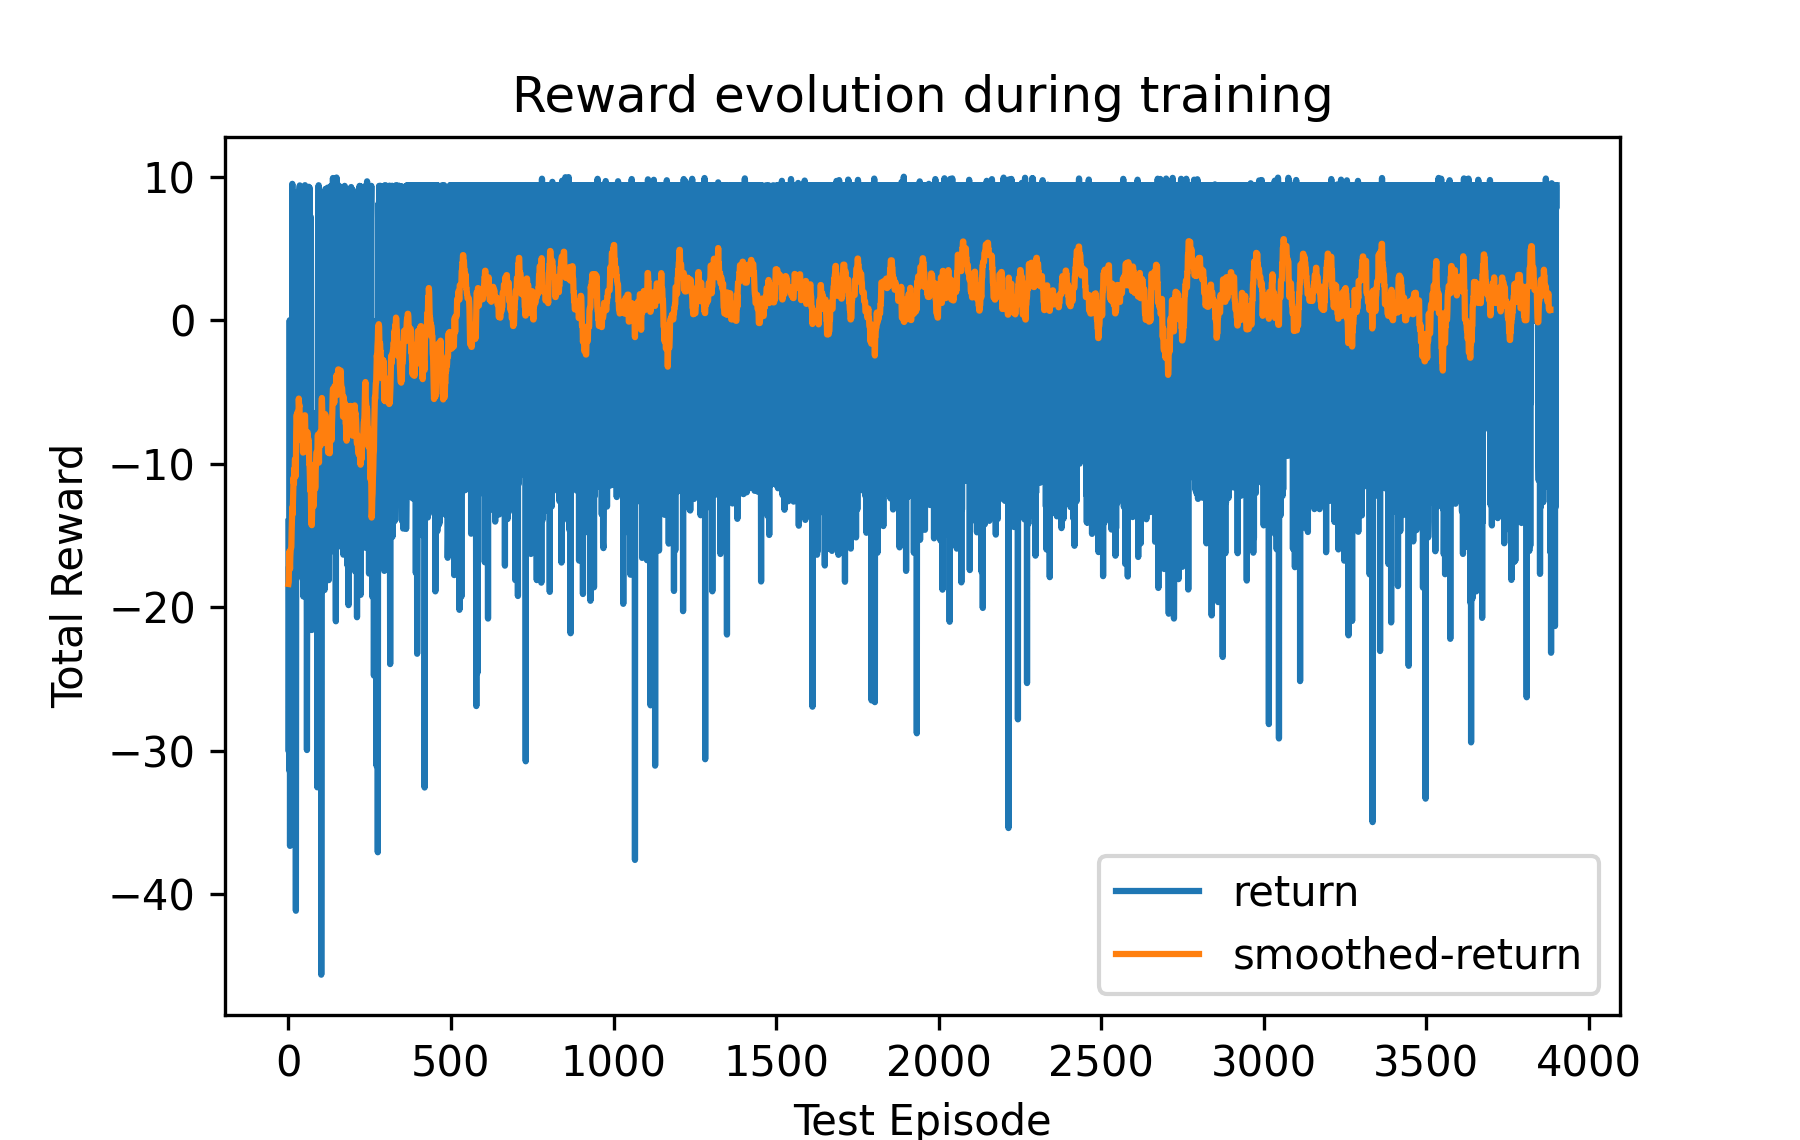 Reward evolution during training
10
0
−10
−20
−30
−40
Total Reward
0 500 1000 1500 2000 2500 3000 3500 4000
Test Episode
return
smoothed-return